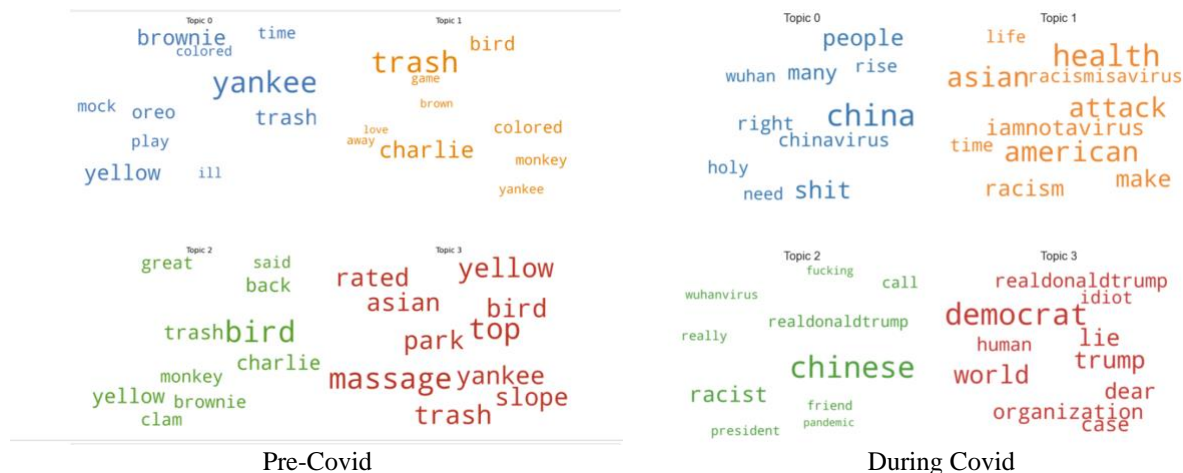 Topic 0
brownie
time
colored
yankee
mock
oreo
trash
play
yellow
ill
Topic 1
bird
trash
game
brown
colored
love
away
charlie
monkey
yankee
Topic 2
great
said
back
trash
bird
charlie
monkey
yellow
brownie
clam
Topic 3
rated
yellow
asian
bird
park
top
massage
yankee
slope
trash
Pre-Covid
Topic 0
people
wuhan
many
rise
china
right
chinavirus
holy
need
shit
Topic 1
life
health
asian
racismisavirus
attack
iamnotavirus
time
american
racism
make
Topic 2
fucking
call
wuhanvirus
realdonaldtrump
really
chinese
racist
friend
pandemic
president
Topic 3
realdonaldtrump
idiot
democrat
human
lie
trump
world
dear
organization
case
During Covid